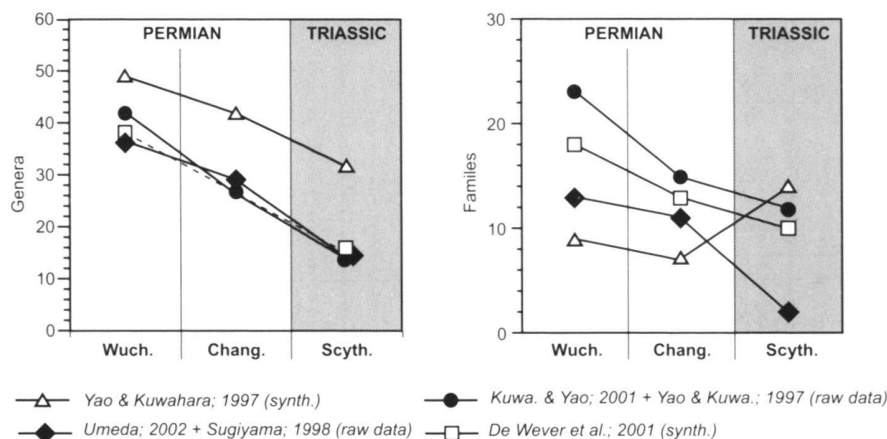 60
50
40
30
20
10
0
Genera
PERMIAN
TRIASSIC
Wuch.
Chang.
Scyth.
30
20
10
0
Familes
PERMIAN
TRIASSIC
Wuch.
Chang.
Scyth.
Yao & Kuwahara; 1997 (synth.)
Kuwa. & Yao; 2001 + Yao & Kuwa.; 1997 (raw data)
Umeda; 2002 + Sugiyama; 1998 (raw data)
De Wever et al.; 2001 (synth.)